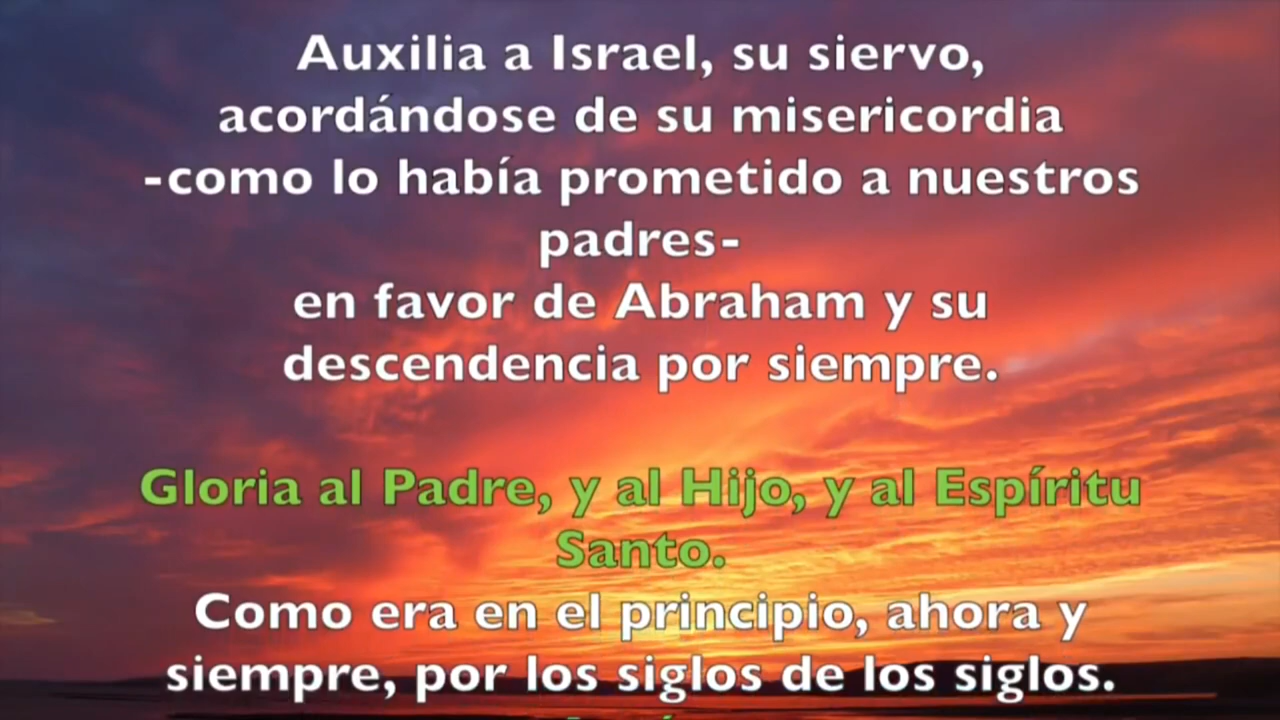 Auxilia a Israel, su siervo,
acordándose de su misericordia
-como lo había prometido a nuestros
padres-
en favor de Abraham y su
descendencia por siempre.
Gloria al Padre, y al Hijo, y al Espíritu
Santo.
Como era en el principio, ahora y
siempre, por los siglos de los siglos.